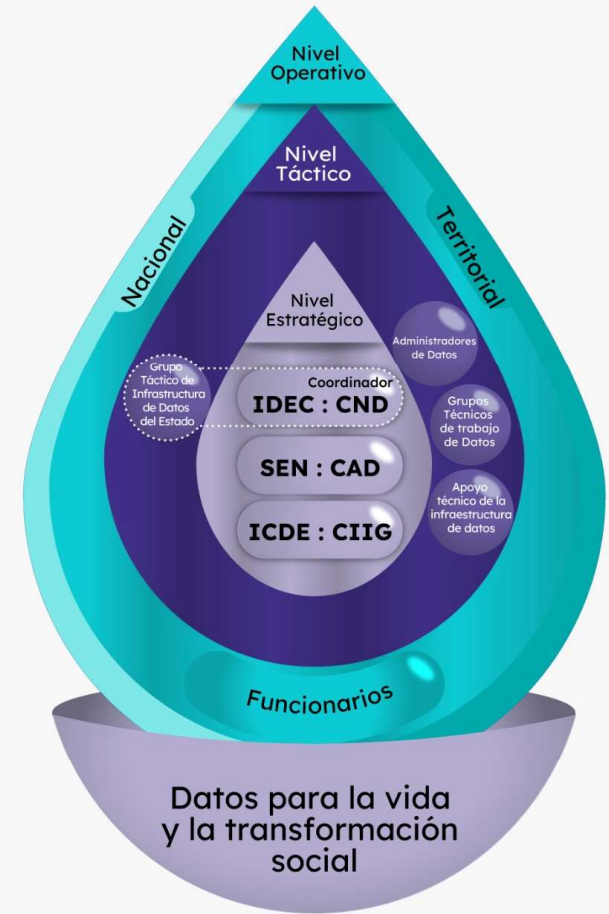 Nivel
Operativo
Nivel
Táctico
Nacional
Territorial
Nivel
Estratégico
Administradores
de Datos
Grupo
Táctico de
Infraestructura
de Datos
del Estado
Coordinador
IDEC : CND
Grupos
Técnicos
de trabajo
de Datos
SEN : CAD
Apoyo
técnico de la
infraestructura
de datos
ICDE : CIIG
Funcionarios
Datos para la vida
y la transformación
social